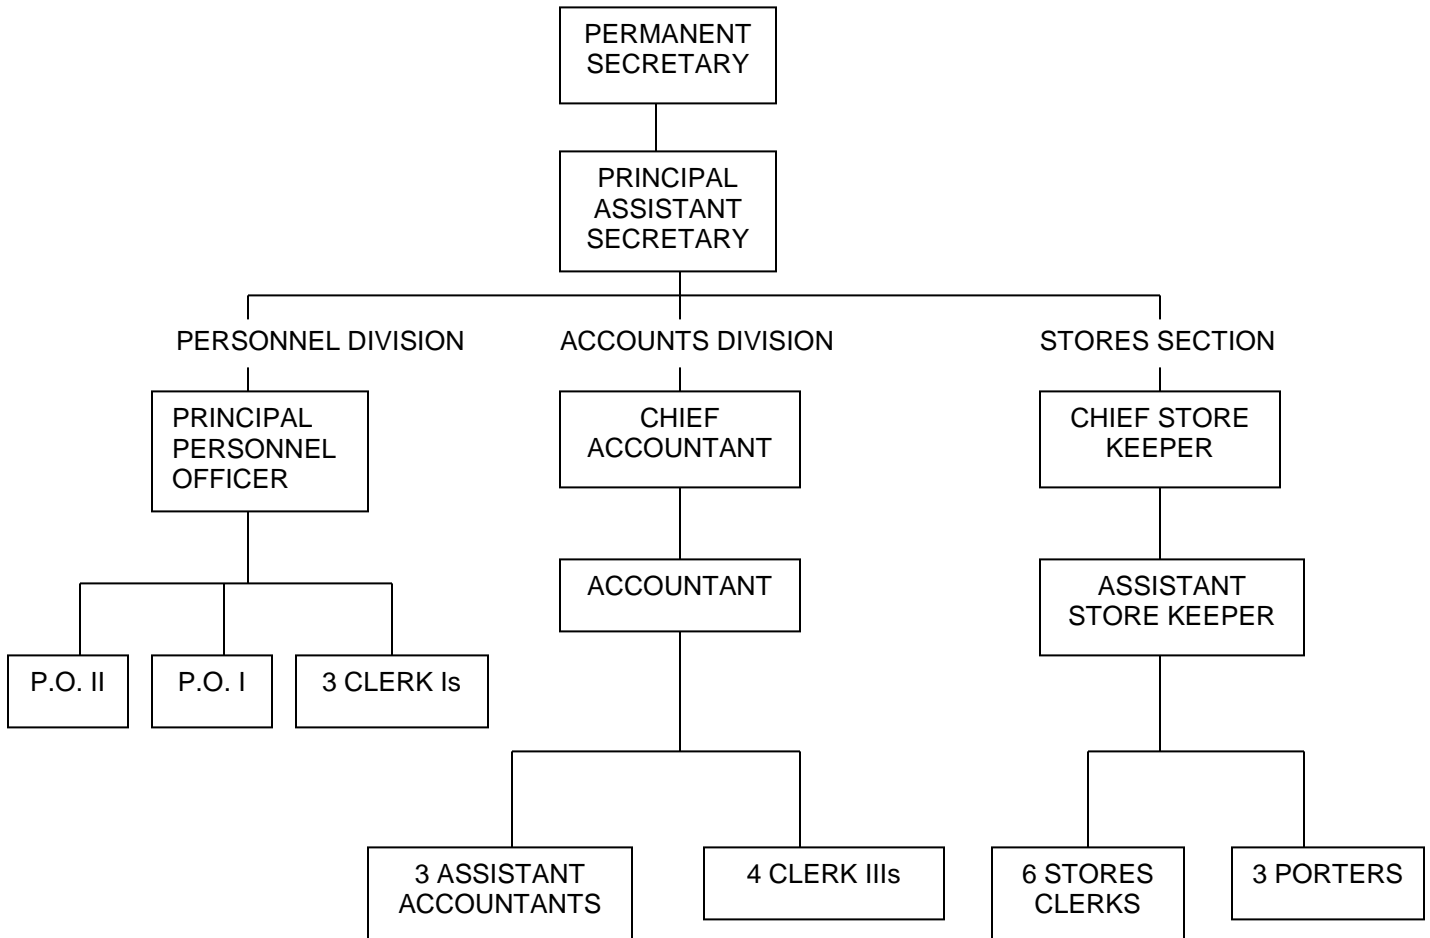 PERMANENT
SECRETARY
PRINCIPAL
ASSISTANT
SECRETARY
PERSONNEL DIVISION
ACCOUNTS DIVISION
STORES SECTION
PRINCIPAL
PERSONNEL
OFFICER
CHIEF
ACCOUNTANT
CHIEF STORE
KEEPER
ACCOUNTANT
ASSISTANT
STORE KEEPER
P.O. II
P.O. I
3 CLERK Is
3 ASSISTANT
ACCOUNTANTS
4 CLERK IIIs
6 STORES
CLERKS
3 PORTERS